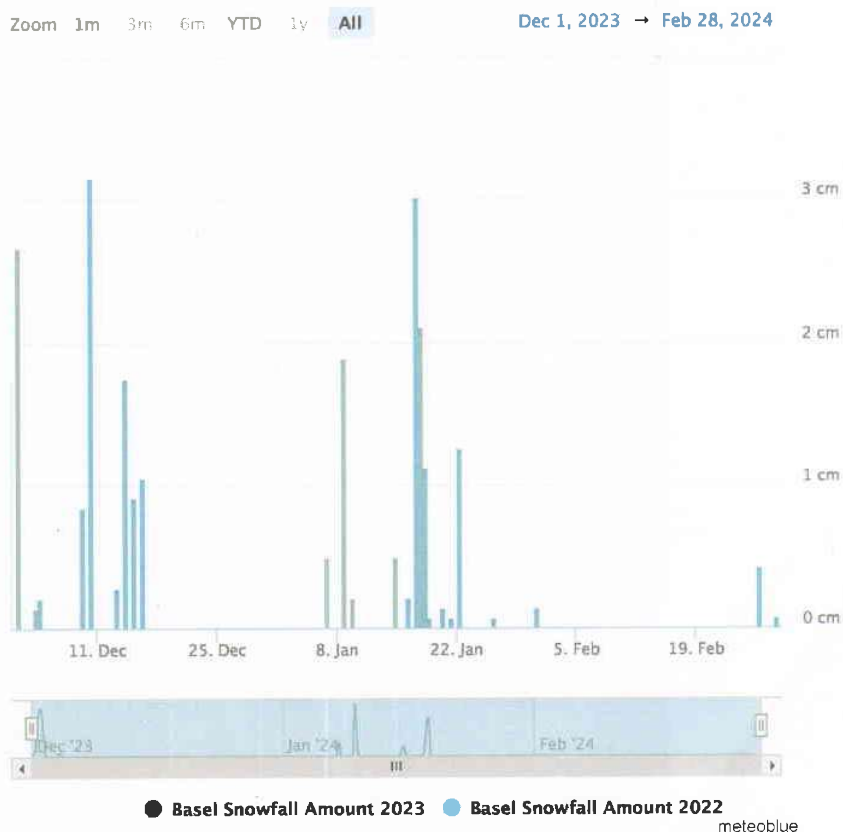 Zoom 1m 3m 6m YTD 1y All Dec 1, 2023 → Feb 28, 2024
3 cm
2 cm
1 cm
0 cm
11. Dec 25. Dec 8. Jan 22. Jan 5. Feb 19. Feb
Dec '23 Jan '24 Feb '24
Basel Snowfall Amount 2023 Basel Snowfall Amount 2022
meteoblue